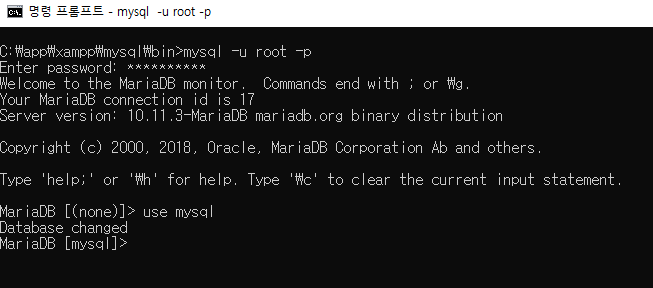 명령 프롬프트 - mysql  -u root -p
C:₩app₩xampp₩mysql₩bin>mysql -u root -p
Enter password: **********
Welcome to the MariaDB monitor.  Commands end with ; or ₩g.
Your MariaDB connection id is 17
Server version: 10.11.3-MariaDB mariadb.org binary distribution
Copyright (c) 2000, 2018, Oracle, MariaDB Corporation Ab and others.
Type 'help;' or '₩h' for help. Type '₩c' to clear the current input statement.
MariaDB [(none)]> use mysql
Database changed
MariaDB [mysql]>